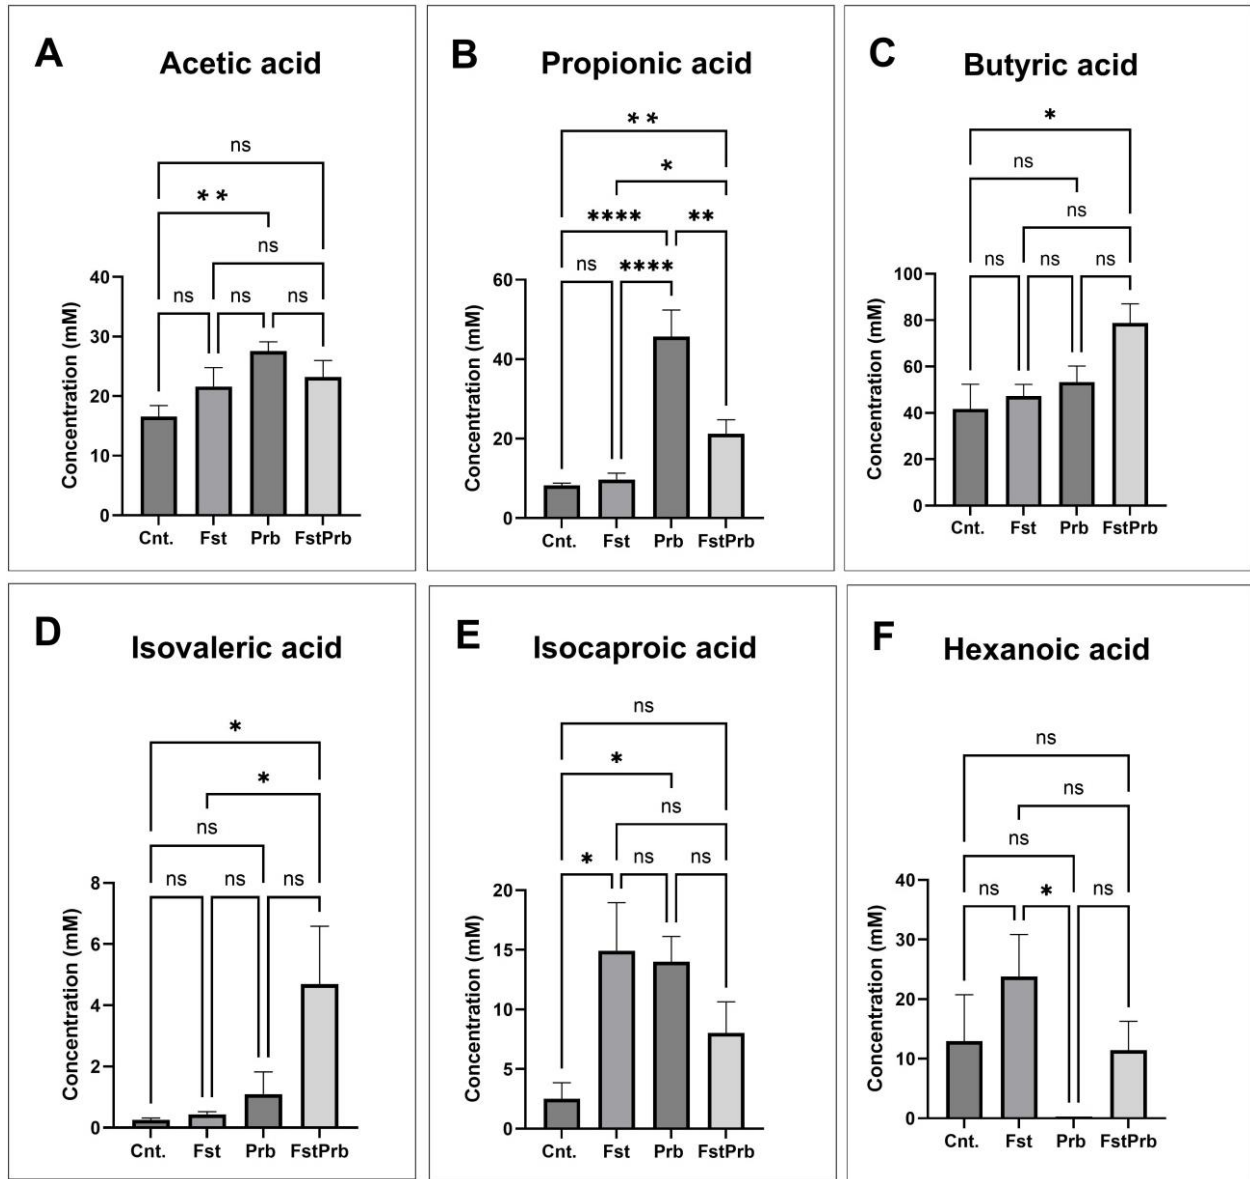 A
Acetic acid
ns
**
ns
ns
ns
ns
Concentration (mM)
40
30
20
10
0
Cnt.
Fst
Prb
FstPrb
B
Propionic acid
**
*
****
**
ns
****
Concentration (mM)
60
40
20
0
Cnt.
Fst
Prb
FstPrb
C
Butyric acid
*
ns
ns
ns
ns
ns
Concentration (mM)
100
80
60
40
20
0
Cnt.
Fst
Prb
FstPrb
D
Isovaleric acid
*
*
ns
ns
ns
ns
Concentration (mM)
8
6
4
2
0
Cnt.
Fst
Prb
FstPrb
E
Isocaproic acid
ns
*
ns
*
ns
ns
Concentration (mM)
20
15
10
5
0
Cnt.
Fst
Prb
FstPrb
F
Hexanoic acid
ns
ns
ns
ns
*
ns
Concentration (mM)
40
30
20
10
0
Cnt.
Fst
Prb
FstPrb